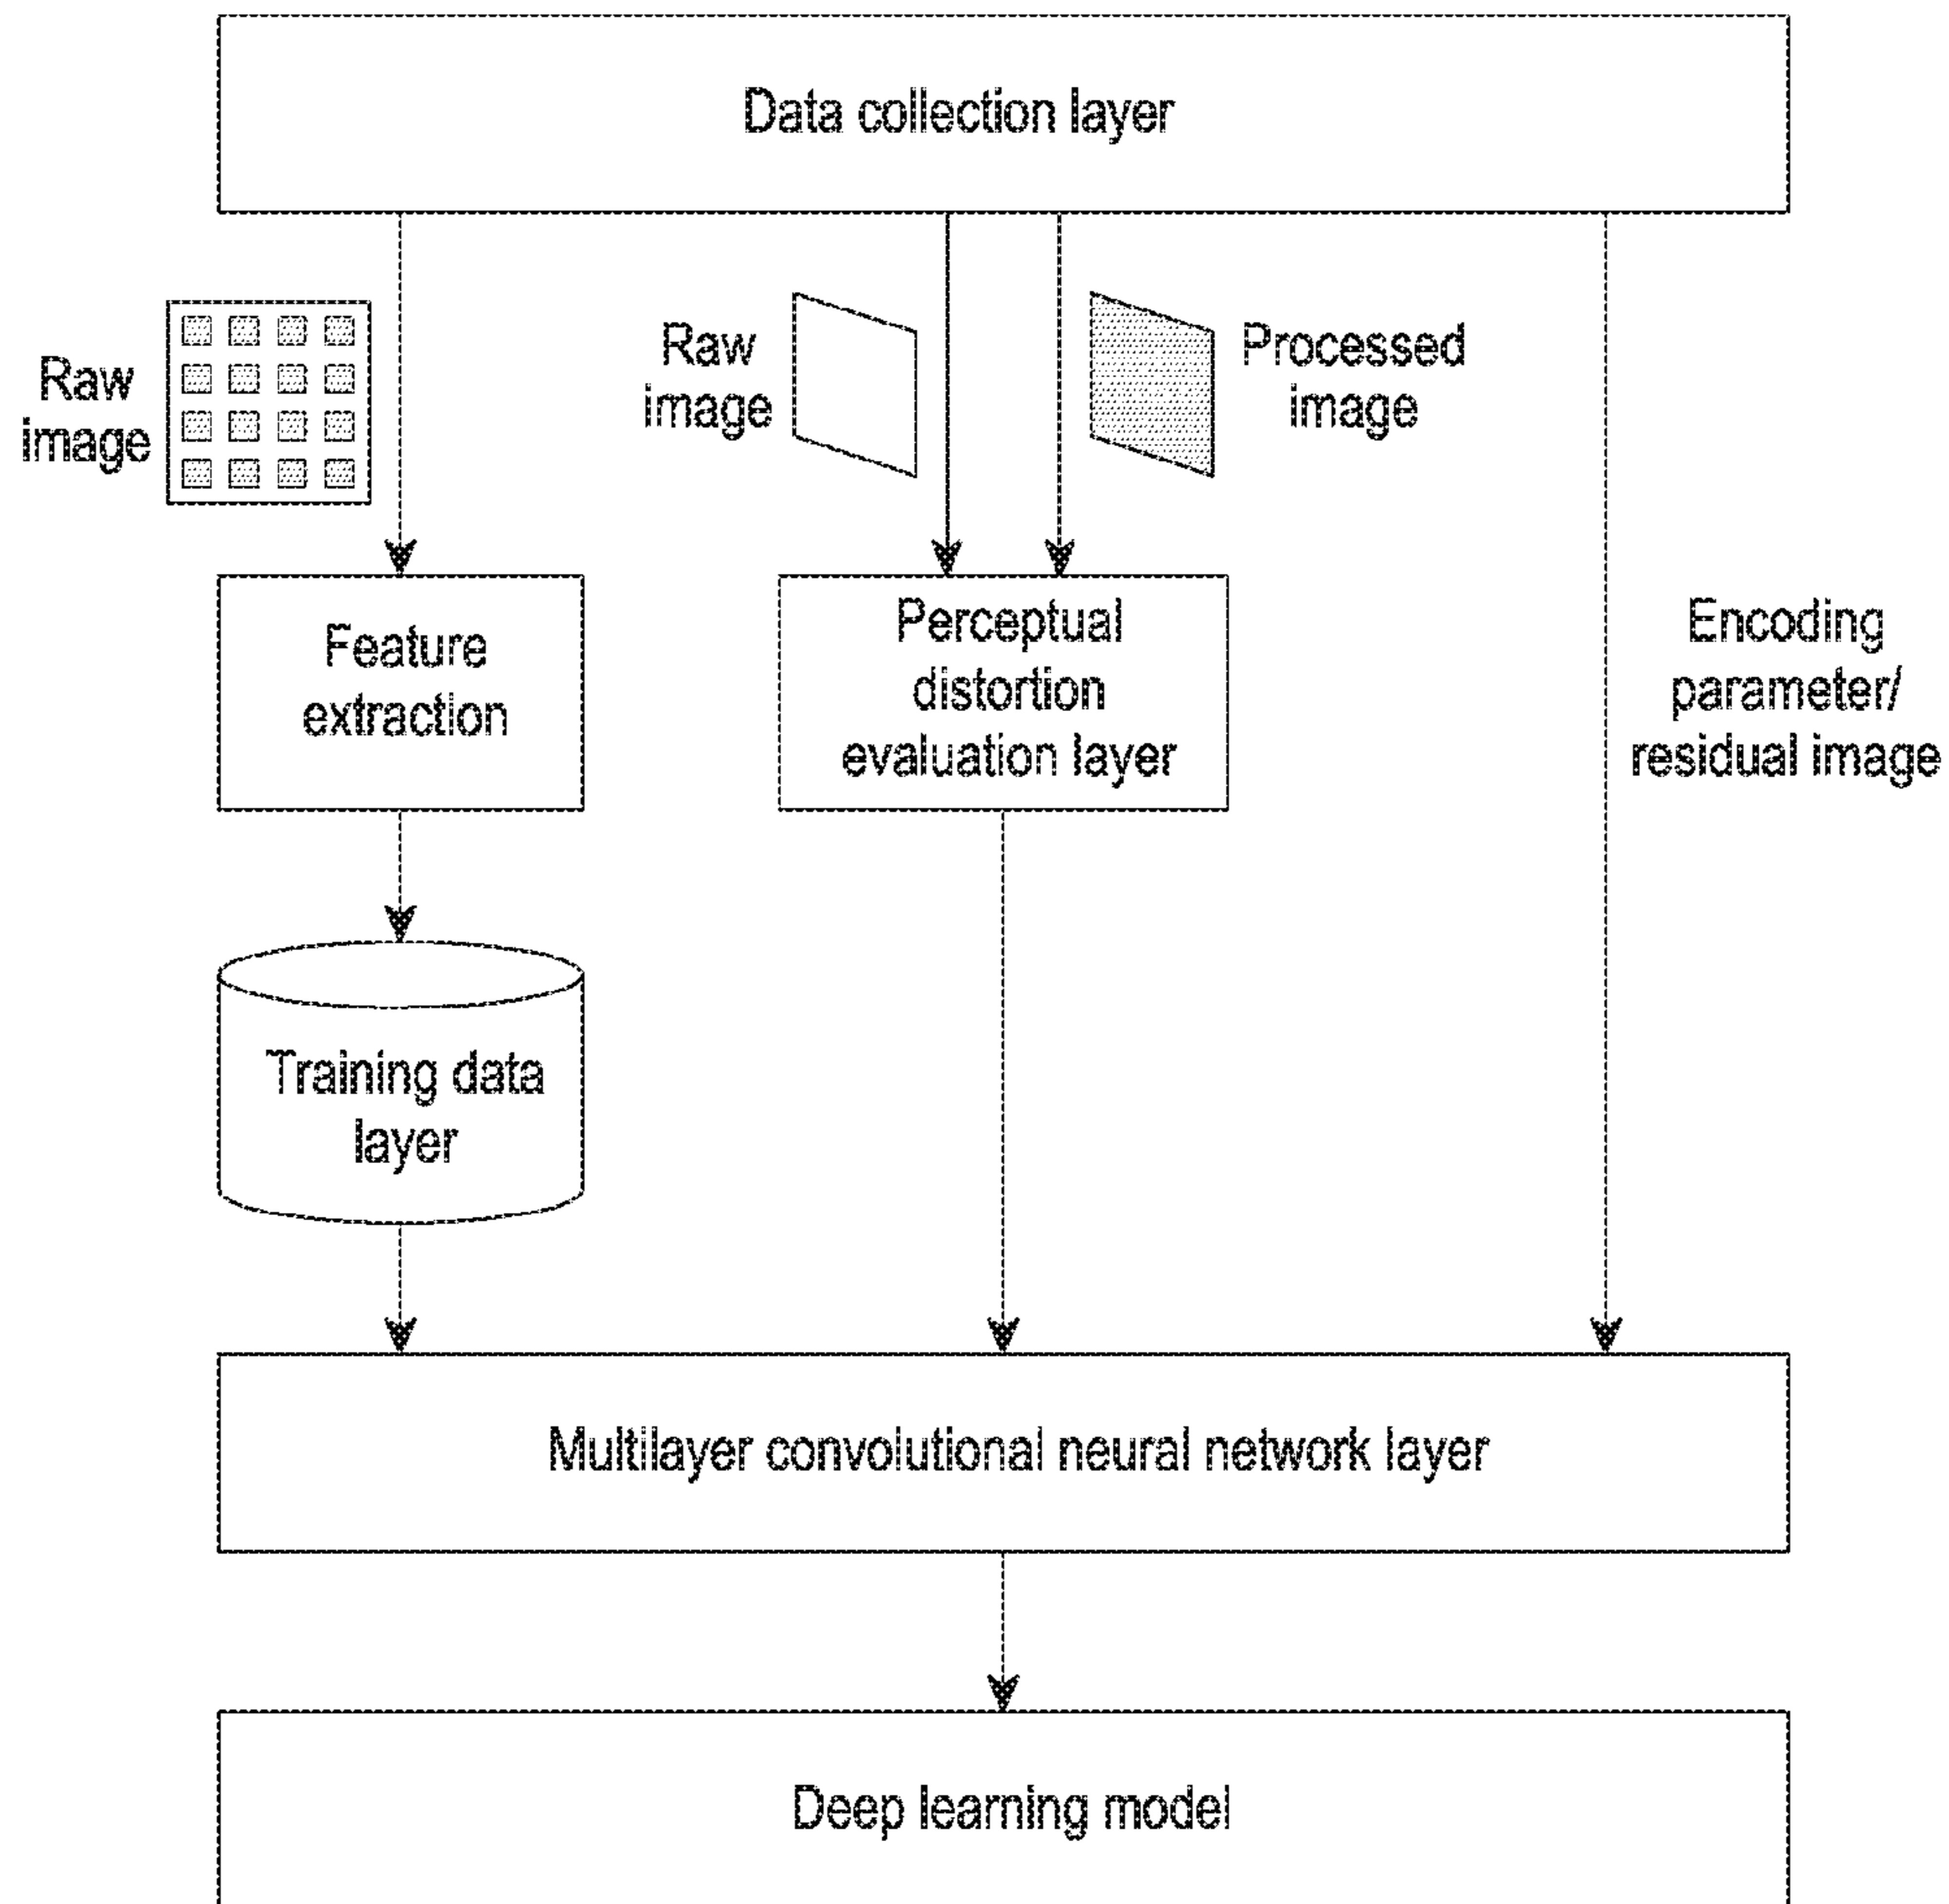 Data collection layer
Raw
image
Raw
image
Processed
image
Feature
extraction
Perceptual
distortion
evaluation layer
Encoding
parameter/
residual image
Training data
layer
Multilayer convolutional neural network layer
Deep learning model